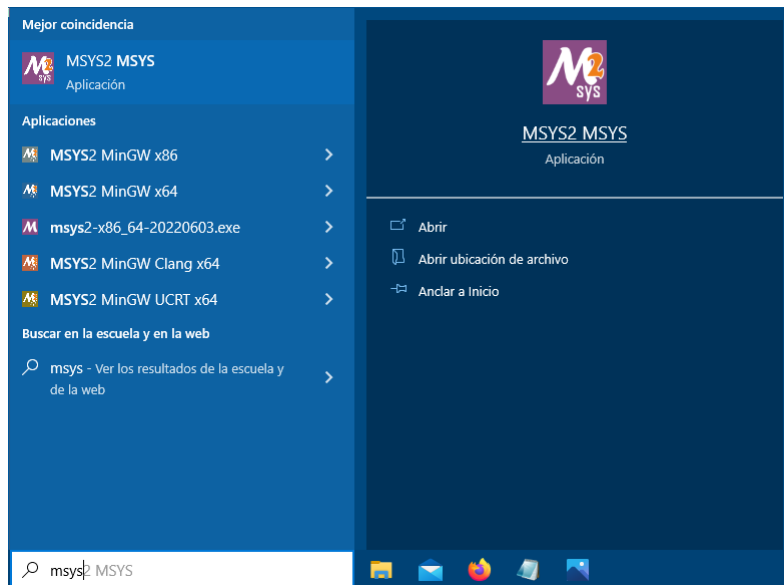 Mejor coincidencia
MSYS2 MSYS
Aplicación
Aplicaciones
MSYS2 MinGW x86
MSYS2 MinGW x64
msys2-x86_64-20220603.exe
MSYS2 MinGW Clang x64
MSYS2 MinGW UCRT x64
Buscar en la escuela y en la web
msys - Ver los resultados de la escuela y
de la web
msys2 MSYS
M2
sys
MSYS2 MSYS
Aplicación
Abrir
Abrir ubicación de archivo
Anclar a Inicio